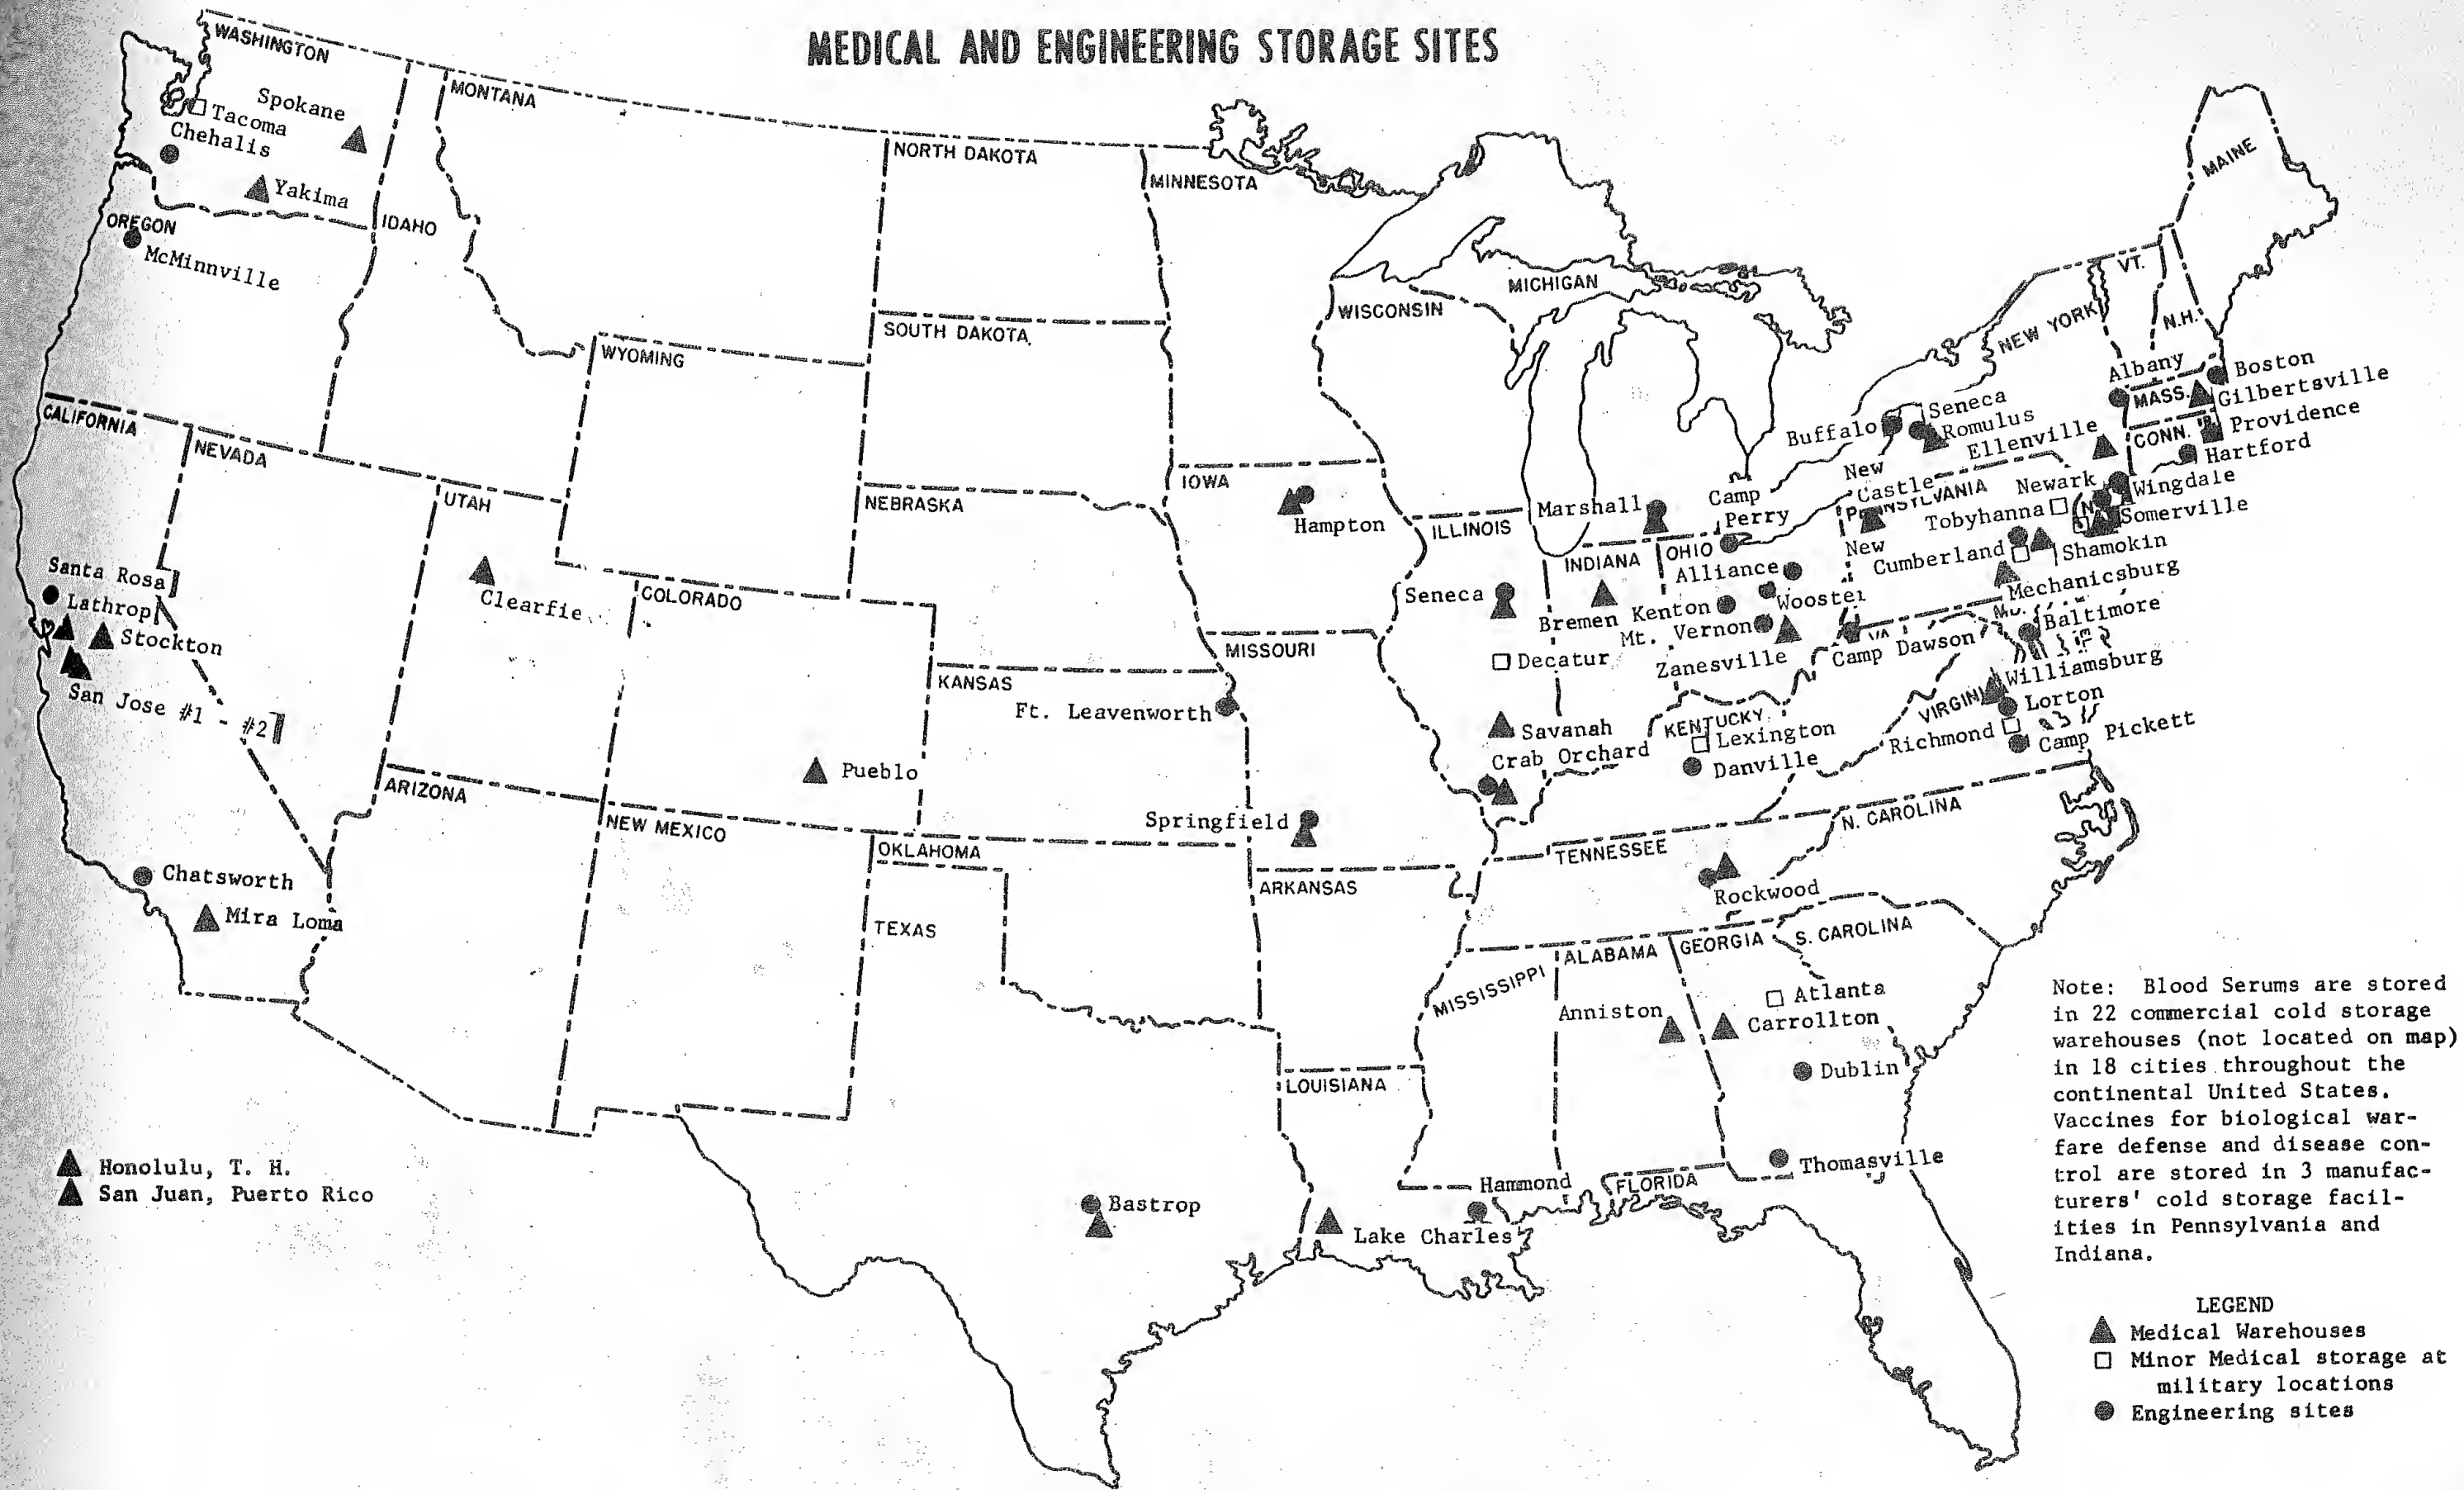 MEDICAL AND ENGINEERING STORAGE SITES
WASHINGTON
Spokane
Tacoma
Chehalis
Yakima
OREGON
McMinnville
IDAHO
MONTANA
NORTH DAKOTA
MINNESOTA
SOUTH DAKOTA
WYOMING
WISCONSIN
MICHIGAN
MAINE
VT.
N.H.
NEW YORK
CALIFORNIA
NEVADA
UTAH
NEBRASKA
IOWA
Hampton
ILLINOIS
Marshall
INDIANA
OHIO
Camp
Perry
Buffalo
Seneca
Romulus
Ellenville
Albany
MASS.
CONN.
Boston
Gilbertsville
Providence
Hartford
New
Castle
Newark
Wingdale
Tobyhanna
Somerville
New
Cumberland
Shamokin
Mechanicsburg
Alliance
Wooster
Kenton
Bremen
Mt. Vernon
Zanesville
Seneca
Decatur
MD.
Baltimore
Camp Dawson
Williamsburg
VIRGINI
Lorton
Richmond
Camp Pickett
Santa Rosa
Lathrop
Stockton
San Jose #1 - #2
Clearfie
COLORADO
Pueblo
KANSAS
Ft. Leavenworth
MISSOURI
Springfield
Savanah
Crab Orchard
KENTUCKY
Lexington
Danville
ARIZONA
NEW MEXICO
OKLAHOMA
TEXAS
ARKANSAS
TENNESSEE
Rockwood
N. CAROLINA
S. CAROLINA
GEORGIA
ALABAMA
MISSISSIPPI
Chatsworth
Mira Loma
Anniston
Atlanta
Carrollton
Dublin
Thomasville
LOUISIANA
Hammond
FLORIDA
Lake Charles
Bastrop
Honolulu, T. H.
San Juan, Puerto Rico
Note: Blood Serums are stored
in 22 commercial cold storage
warehouses (not located on map)
in 18 cities throughout the
continental United States.
Vaccines for biological war-
fare defense and disease con-
trol are stored in 3 manufac-
turers' cold storage facil-
ities in Pennsylvania and
Indiana.
LEGEND
Medical Warehouses
Minor Medical storage at
military locations
Engineering sites